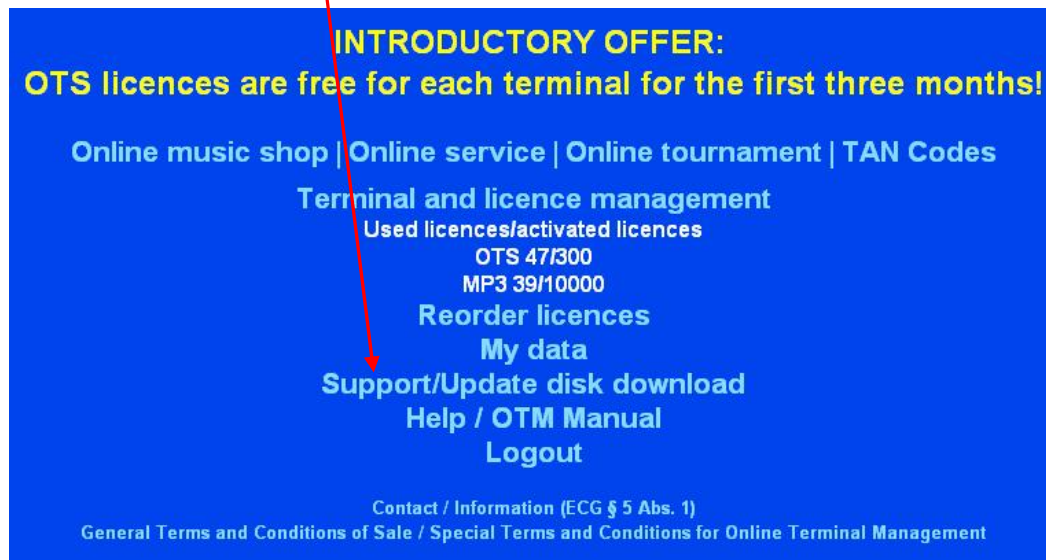 INTRODUCTORY OFFER:
OTS licences are free for each terminal for the first three months!
Online music shop | Online service | Online tournament | TAN Codes
Terminal and licence management
Used licences/activated licences
OTS 47/300
MP3 39/10000
Reorder licences
My data
Support/Update disk download
Help / OTM Manual
Logout
Contact / Information (ECG § 5 Abs. 1)
General Terms and Conditions of Sale / Special Terms and Conditions for Online Terminal Management